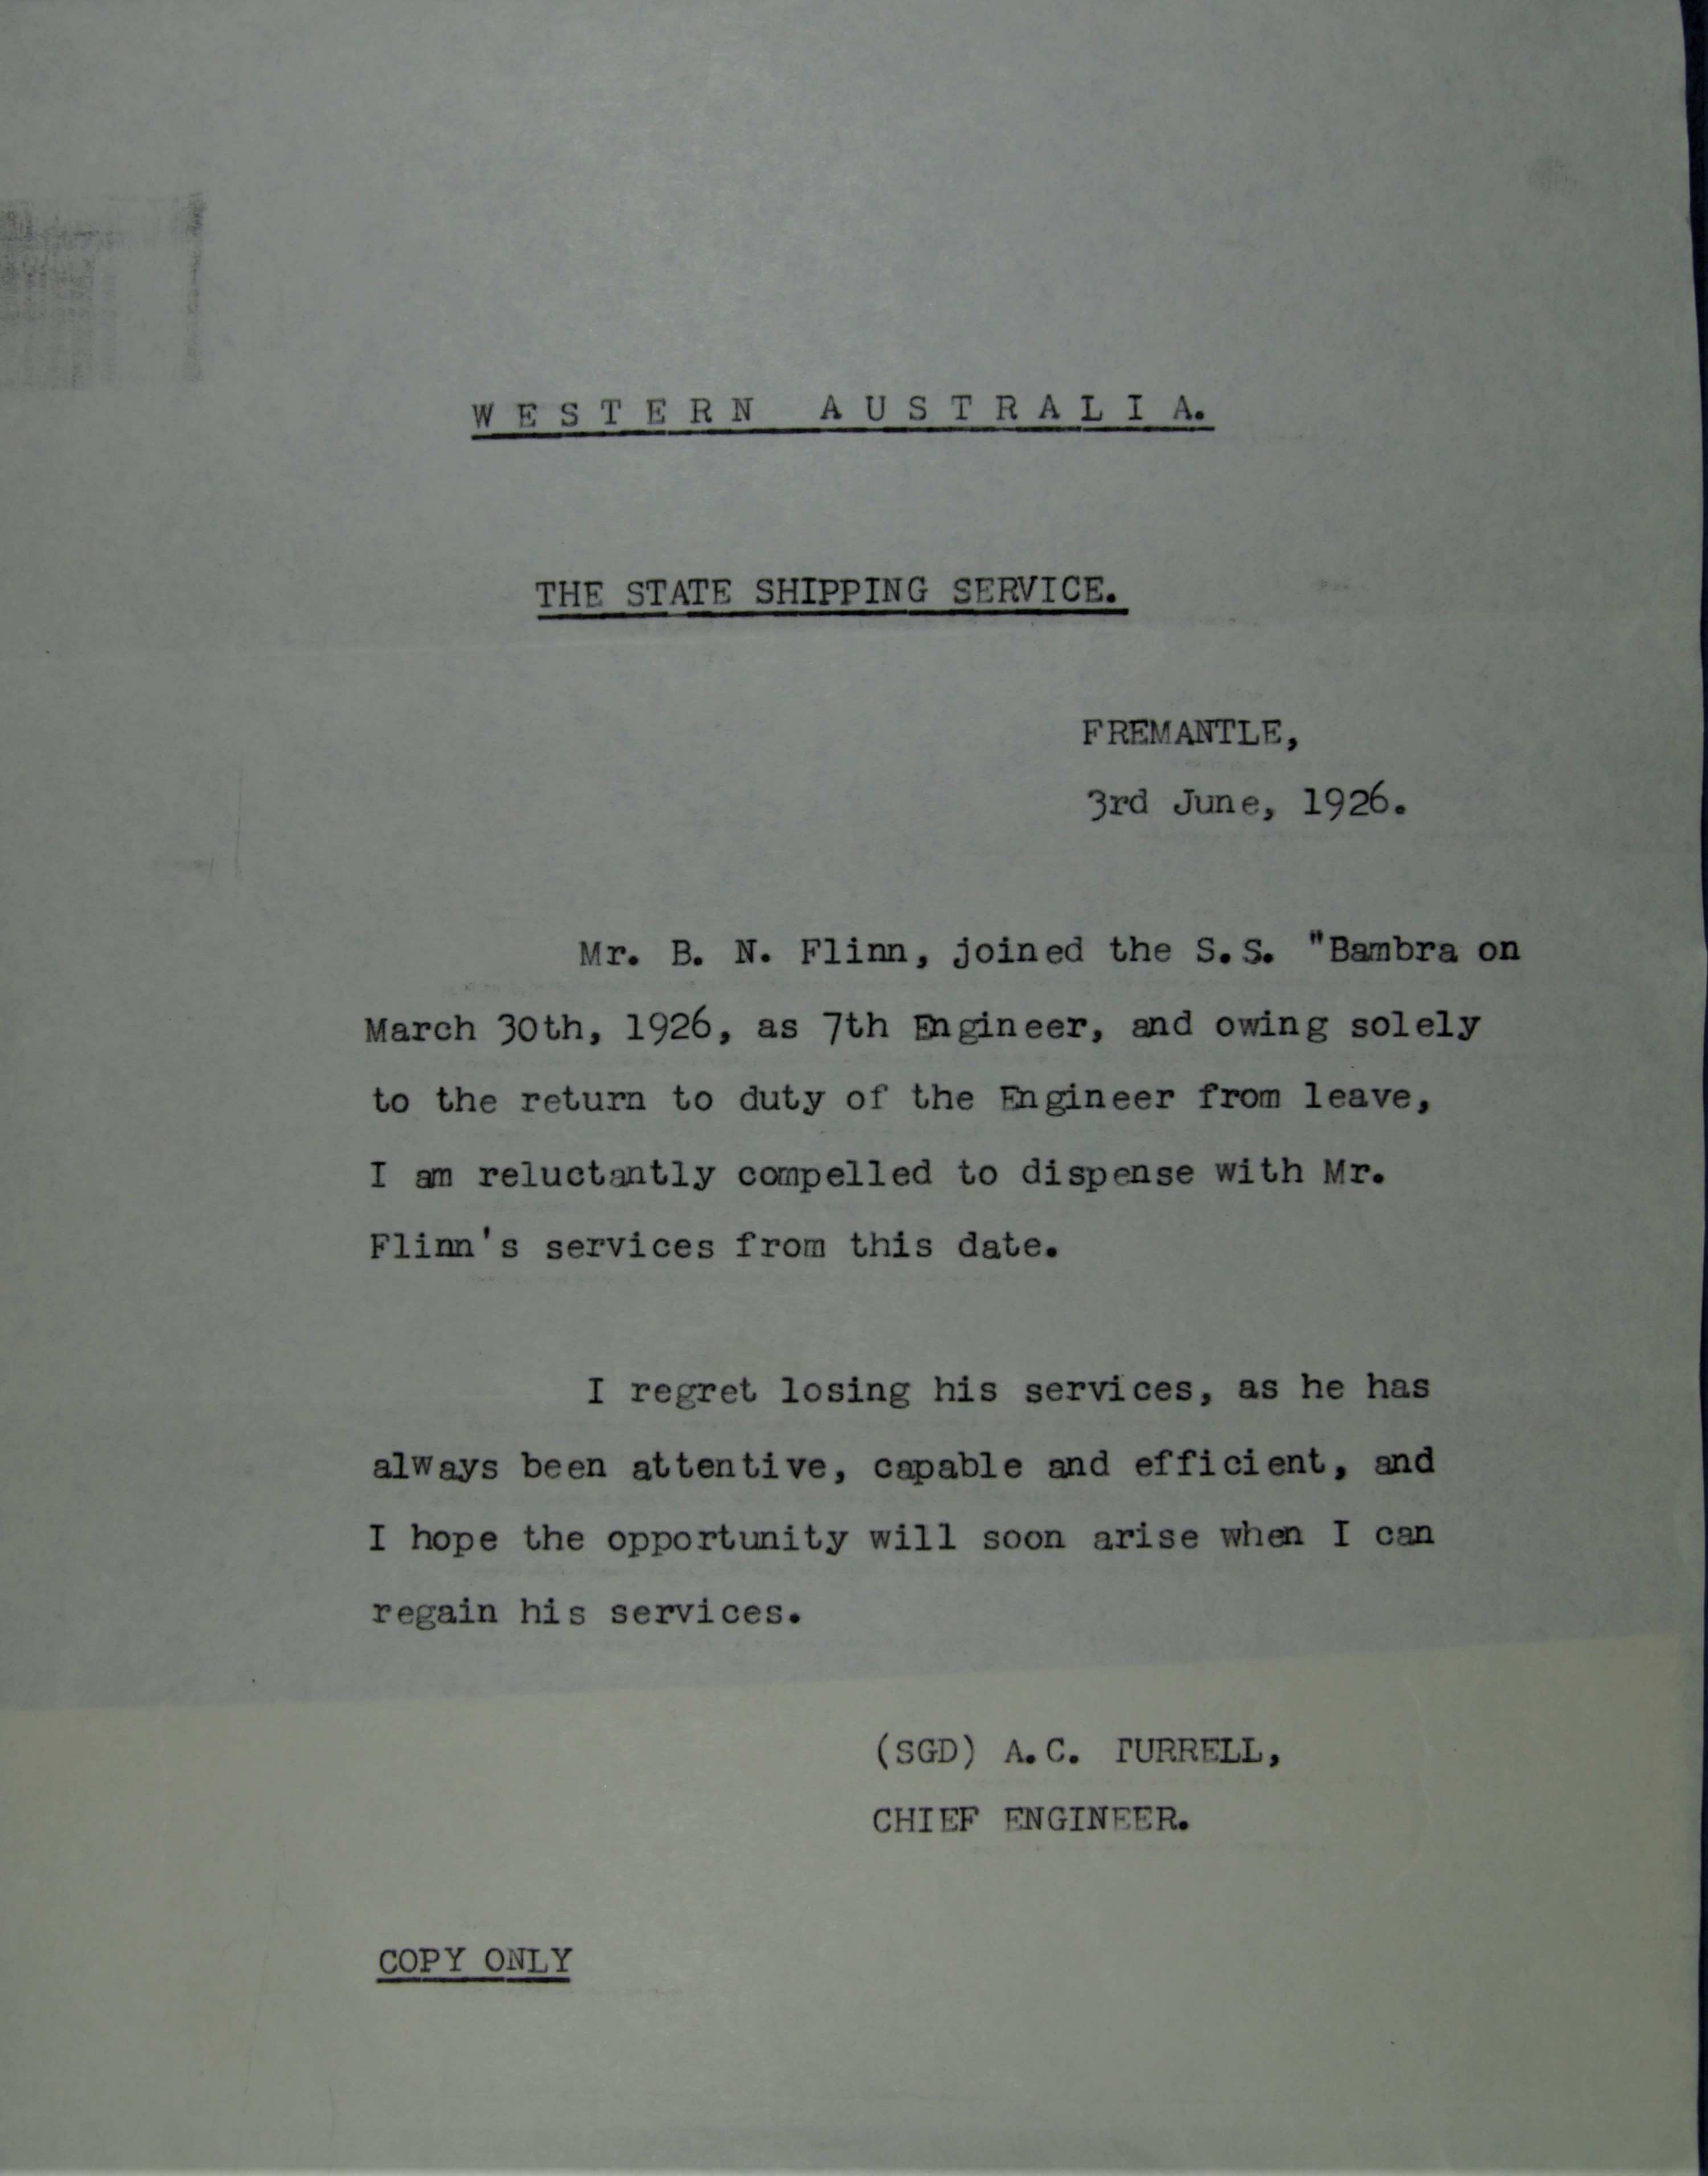 WESTERN AUSTRALIA.
THE STATE SHIPPING SERVICE.
FREMANTLE,
3rd June, 1926.
Mr. B. N. Flinn, joined the S.S. "Bambra on
March 30th, 1926, as 7th Engineer, and owing solely
to the return to duty of the Engineer from leave,
I am reluctantly compelled to dispense with Mr.
Flinn's services from this date.
I regret losing his services, as he has
always been attentive, capable and efficient, and
I hope the opportunity will soon arise when I can
regain his services.
(SGD) A.C. TURRELL,
CHIEF ENGINEER.
COPY ONLY